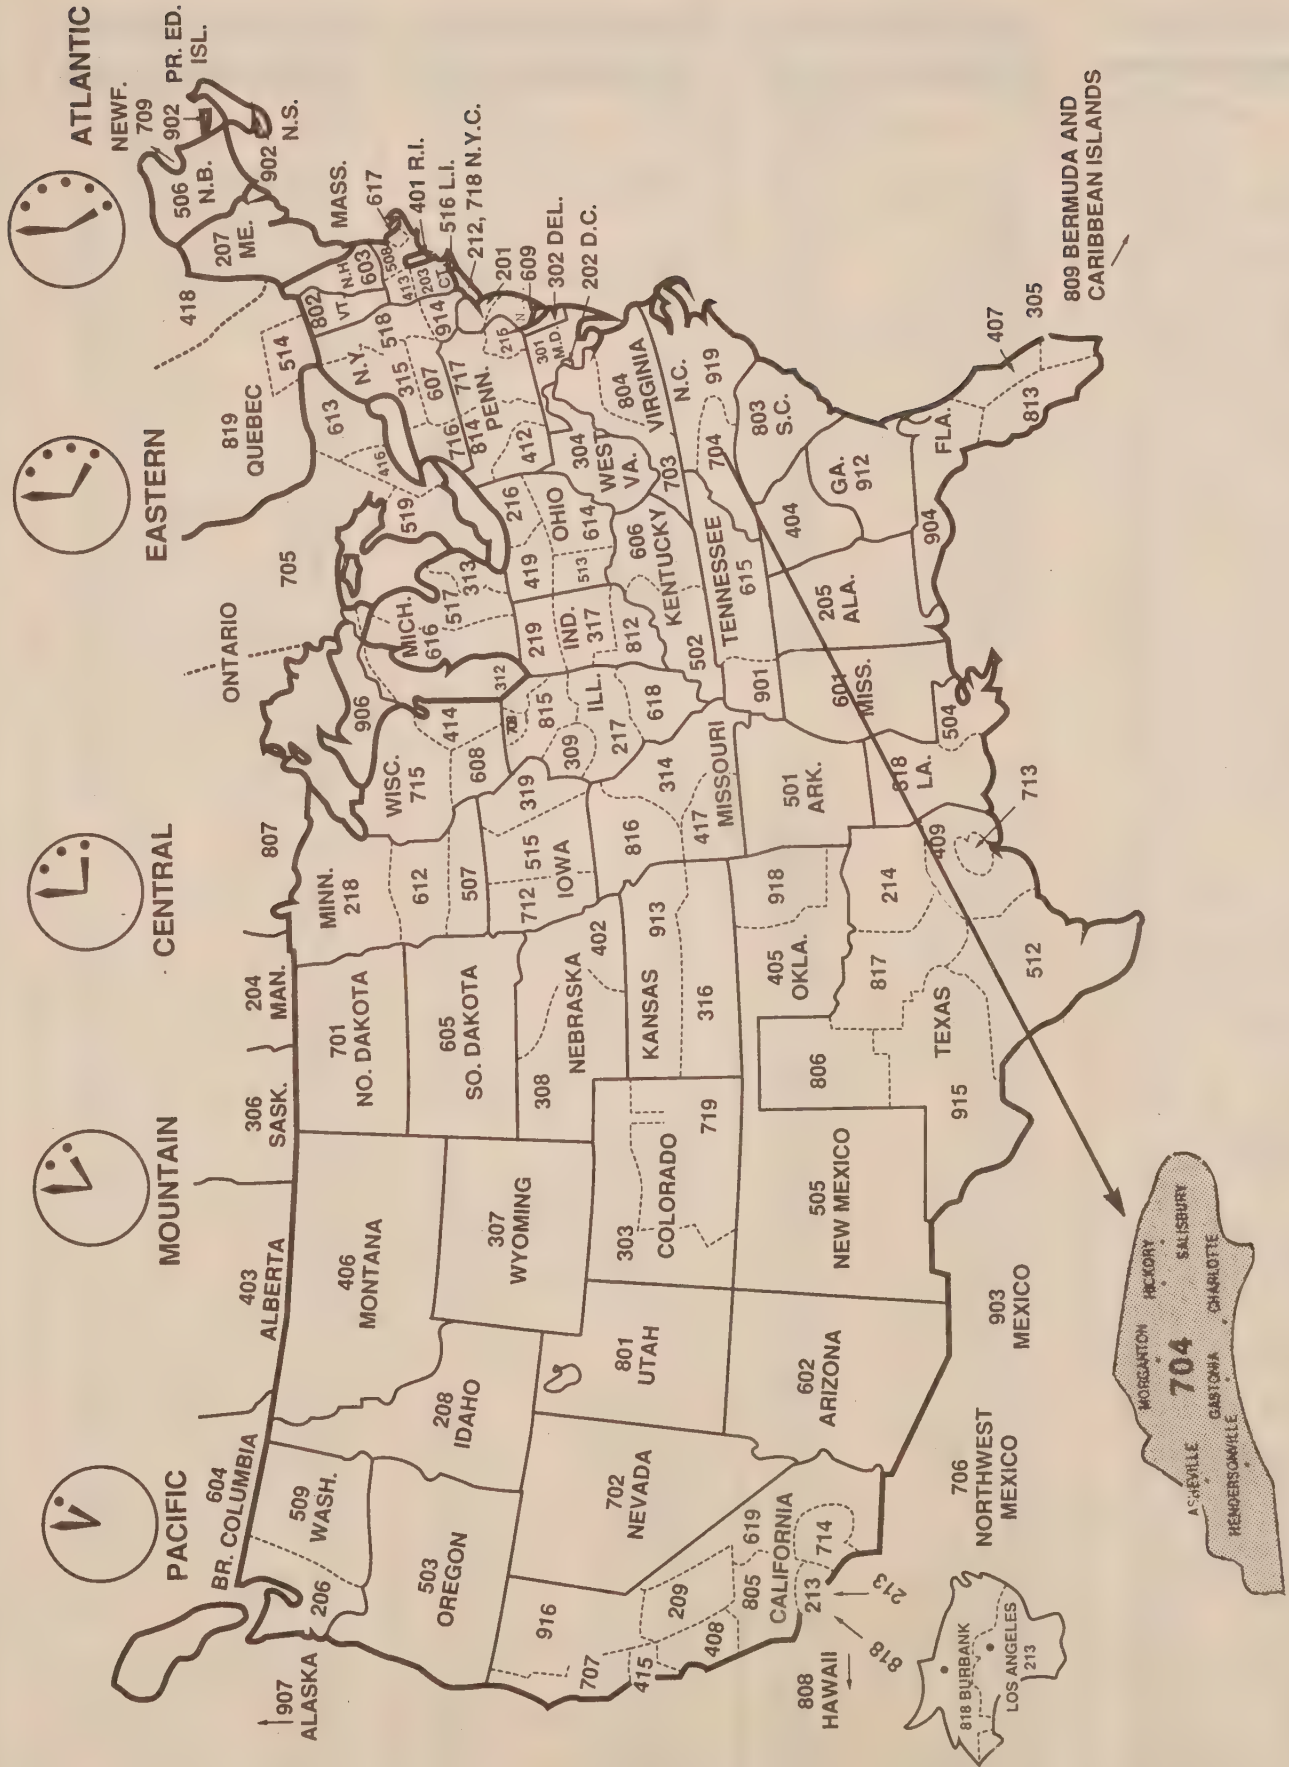 PACIFIC
MOUNTAIN
CENTRAL
EASTERN
ATLANTIC
907
ALASKA
604
BR. COLUMBIA
403
ALBERTA
306
SASK.
204
MAN.
807
ONTARIO
705
819
QUEBEC
613
416
519
514
418
NEWF.
709
902
PR. ED.
ISL.
506
N.B.
902
N.S.
206
509
WASH.
503
OREGON
208
IDAHO
406
MONTANA
307
WYOMING
702
NEVADA
801
UTAH
303
COLORADO
719
602
ARIZONA
505
NEW MEXICO
916
707
415
408
209
805
619
CALIFORNIA
213
714
213
818
808
HAWAII
818 BURBANK
LOS ANGELES
213
706
NORTHWEST
MEXICO
903
MEXICO
701
NO. DAKOTA
605
SO. DAKOTA
308
NEBRASKA
402
KANSAS
913
316
405
OKLA.
918
806
817
214
TEXAS
915
512
409
713
MINN.
218
612
507
712
515
IOWA
319
816
314
417
MISSOURI
501
ARK.
LA.
504
WISC.
715
414
608
906
MICH.
616
517
313
312
708
815
309
ILL.
217
618
219
IND.
317
812
216
419
OHIO
513
614
606
KENTUCKY
502
TENNESSEE
901
615
601
MISS.
205
ALA.
404
GA.
912
904
FLA.
407
305
813
809 BERMUDA AND
CARIBBEAN ISLANDS
803
S.C.
704
N.C.
919
703
804
VIRGINIA
304
WEST
VA.
412
814
717
PENN.
215
716
315
607
N.Y.
518
914
802
VT.
N.H.
603
207
ME.
MASS.
617
508
413
203
CT.
401 R.I.
516 L.I.
212, 718 N.Y.C.
201
N
609
302 DEL.
202 D.C.
301
M.D.
ASHEVILLE
HENDERSONVILLE
MORGANTON
704
GASTONIA
HICKORY
CHARLOTTE
SALISBURY